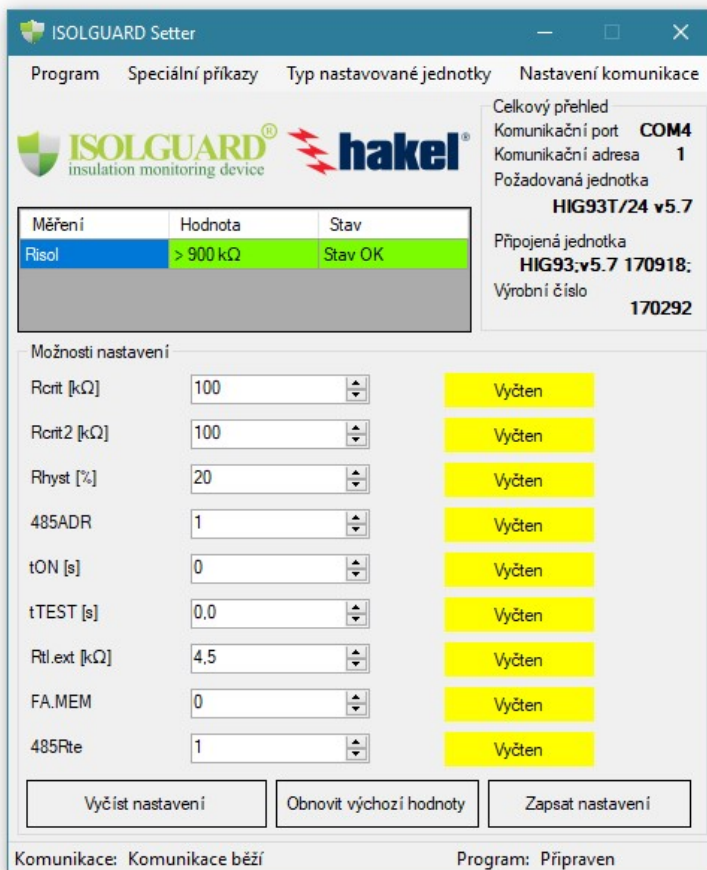 ISOLGUARD Setter
Program Speciální příkazy Typ nastavované jednotky Nastavení komunikace
ISOLGUARD®
insulation monitoring device
hakel®
Celkový přehled
Komunikační port COM4
Komunikační adresa 1
Požadovaná jednotka
HIG93T/24 v5.7
Připojená jednotka
HIG93;v5.7 170918;
Výrobní číslo
170292
Měření Hodnota Stav
Risol > 900 kΩ Stav OK
Možnosti nastavení
Rcrit [kΩ] 100 Vyčten
Rcrit2 [kΩ] 100 Vyčten
Rhyst [%] 20 Vyčten
485ADR 1 Vyčten
tON [s] 0 Vyčten
tTEST [s] 0,0 Vyčten
Rtl.ext [kΩ] 4,5 Vyčten
FA.MEM 0 Vyčten
485Rte 1 Vyčten
Vyčíst nastavení Obnovit výchozí hodnoty Zapsat nastavení
Komunikace: Komunikace běží Program: Připraven